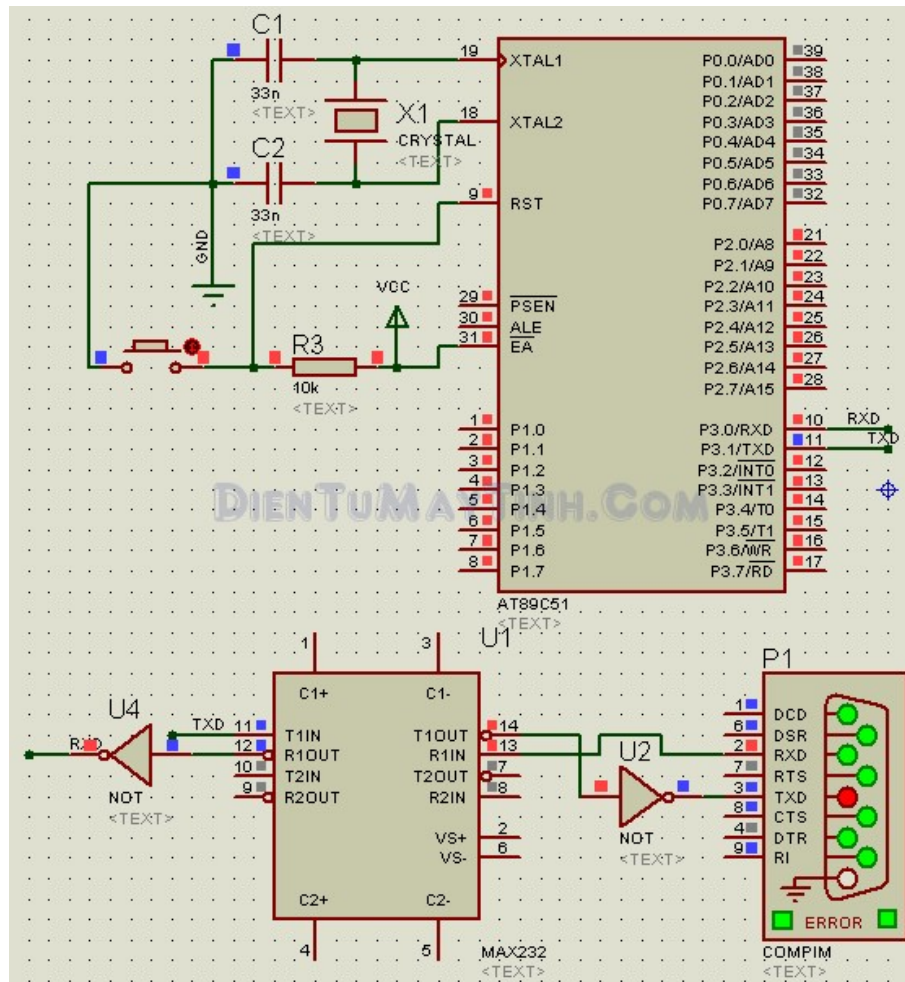 C1
33n
<TEXT>
X1
CRYSTAL
<TEXT>
C2
33n
<TEXT>
GND
VCC
R3
10k
<TEXT>
19 XTAL1
18 XTAL2
9 RST
29 PSEN
30 ALE
31 EA
1 P1.0
2 P1.1
3 P1.2
4 P1.3
5 P1.4
6 P1.5
7 P1.6
8 P1.7
P0.0/AD0 39
P0.1/AD1 38
P0.2/AD2 37
P0.3/AD3 36
P0.4/AD4 35
P0.5/AD5 34
P0.6/AD6 33
P0.7/AD7 32
P2.0/A8 21
P2.1/A9 22
P2.2/A10 23
P2.3/A11 24
P2.4/A12 25
P2.5/A13 26
P2.6/A14 27
P2.7/A15 28
P3.0/RXD 10 RXD
P3.1/TXD 11 TXD
P3.2/INT0 12
P3.3/INT1 13
P3.4/T0 14
P3.5/T1 15
P3.6/WR 16
P3.7/RD 17
DienTuMayTinh.Com
AT89C51
<TEXT>
U1
1
3
C1+
C1-
TXD 11 T1IN
12 R1OUT
10 T2IN
9 R2OUT
T1OUT 14
R1IN 13
T2OUT 7
R2IN 8
VS+ 2
VS- 6
C2+
C2-
4
5
MAX232
<TEXT>
U4
RXD
NOT
<TEXT>
U2
NOT
<TEXT>
P1
1 DCD
6 DSR
2 RXD
7 RTS
3 TXD
8 CTS
4 DTR
9 RI
ERROR
COMPIM
<TEXT>